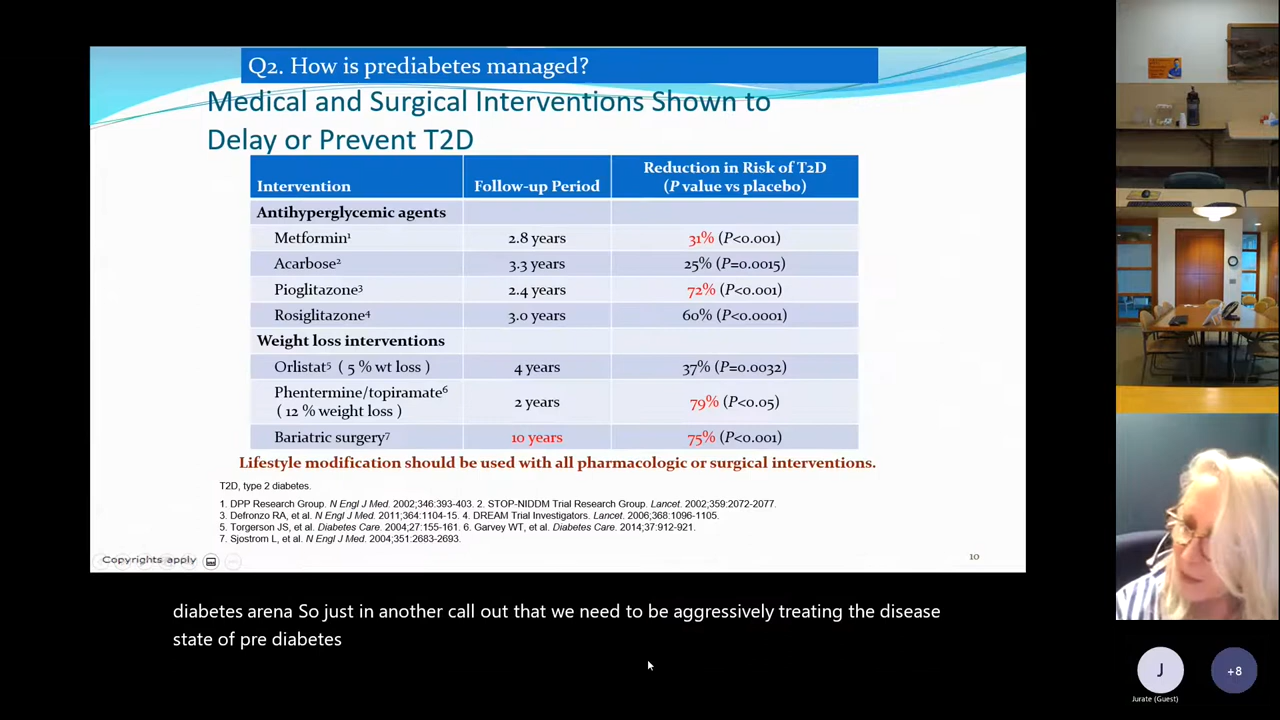 Q2. How is prediabetes managed?
Medical and Surgical Interventions Shown to
Delay or Prevent T2D
Intervention Follow-up Period Reduction in Risk of T2D
(P value vs placebo)
Antihyperglycemic agents
Metformin¹ 2.8 years 31% (P<0.001)
Acarbose² 3.3 years 25% (P=0.0015)
Pioglitazone³ 2.4 years 72% (P<0.001)
Rosiglitazone⁴ 3.0 years 60% (P<0.0001)
Weight loss interventions
Orlistat⁵ ( 5 % wt loss ) 4 years 37% (P=0.0032)
Phentermine/topiramate⁶
( 12 % weight loss ) 2 years 79% (P<0.05)
Bariatric surgery⁷ 10 years 75% (P<0.001)
Lifestyle modification should be used with all pharmacologic or surgical interventions.
T2D, type 2 diabetes.
1. DPP Research Group. N Engl J Med. 2002;346:393-403. 2. STOP-NIDDM Trial Research Group. Lancet. 2002;359:2072-2077.
3. Defronzo RA, et al. N Engl J Med. 2011;364:1104-15. 4. DREAM Trial Investigators. Lancet. 2006;368:1096-1105.
5. Torgerson JS, et al. Diabetes Care. 2004;27:155-161. 6. Garvey WT, et al. Diabetes Care. 2014;37:912-921.
7. Sjostrom L, et al. N Engl J Med. 2004;351:2683-2693.
Copyrights apply
10
diabetes arena So just in another call out that we need to be aggressively treating the disease
state of pre diabetes
J
+8
Jurate (Guest)